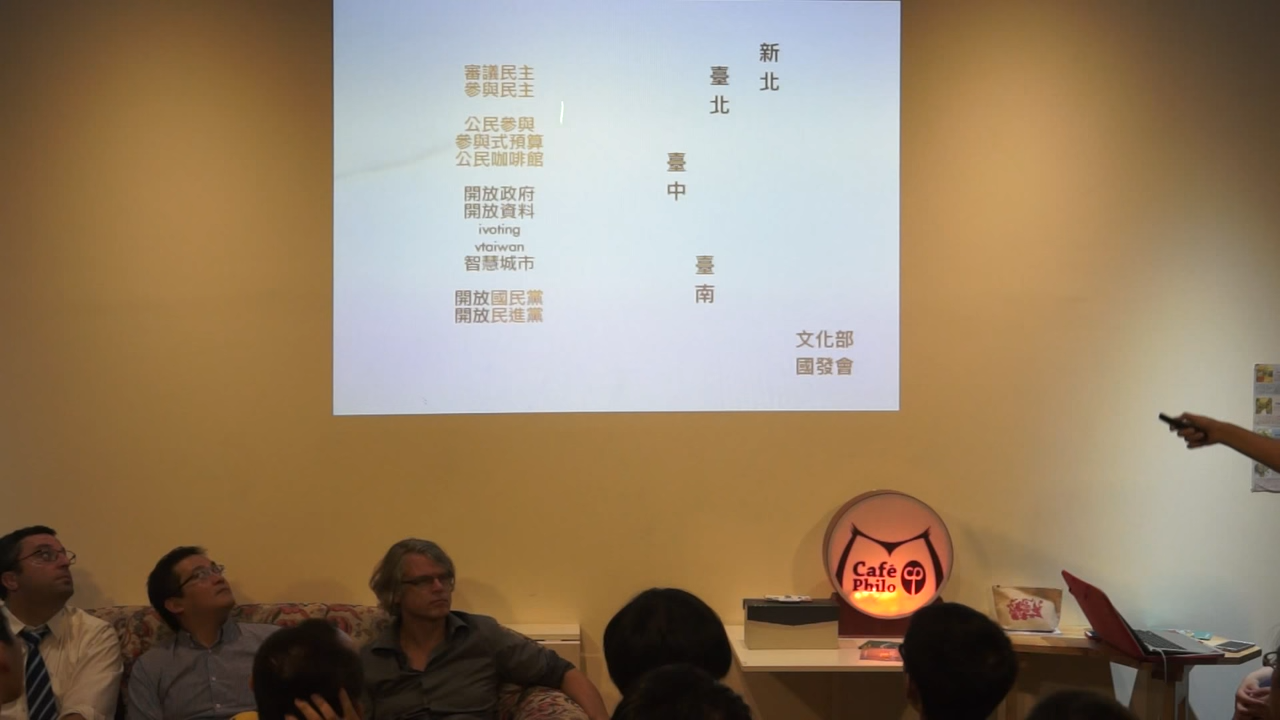 審議民主
參與民主
公民參與
參與式預算
公民咖啡館
開放政府
開放資料
ivoting
vtaiwan
智慧城市
開放國民黨
開放民進黨
新北
臺北
臺中
臺南
文化部
國發會
Café
Philo